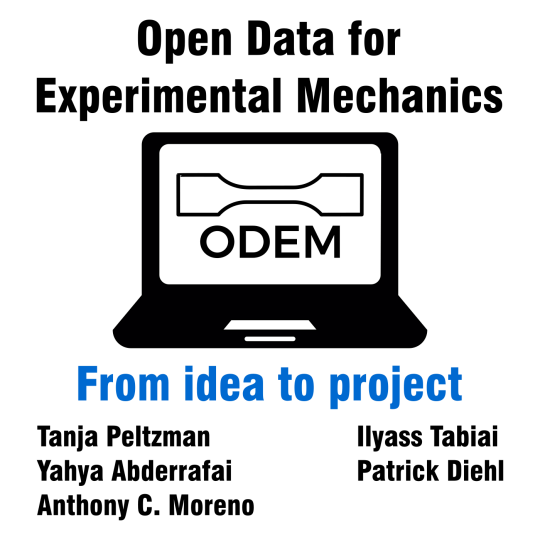 Open Data for
Experimental Mechanics
ODEM
From idea to project
Tanja Peltzman
Yahya Abderrafai
Anthony C. Moreno
Ilyass Tabiai
Patrick Diehl